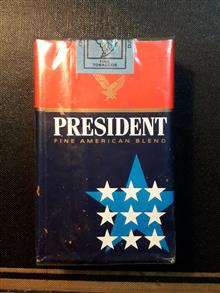 FINE
TOBACCOS
PRESIDENT
FINE AMERICAN BLEND